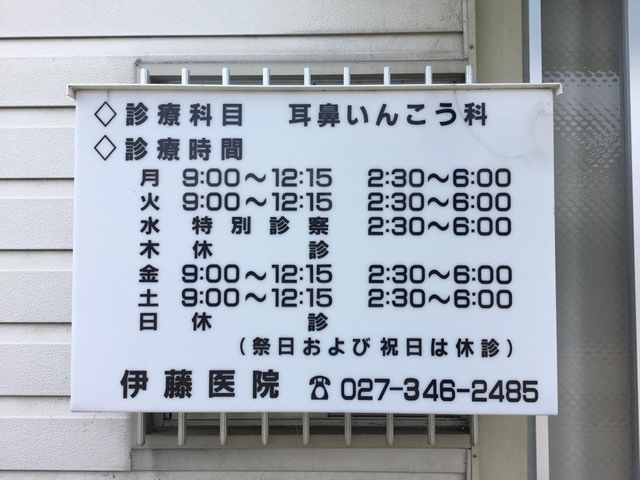 ◇診療科目 耳鼻いんこう科
◇診療時間
月 9:00～12:15 2:30～6:00
火 9:00～12:15 2:30～6:00
水 特別診察 2:30～6:00
木 休診
金 9:00～12:15 2:30～6:00
土 9:00～12:15 2:30～6:00
日 休診
(祭日および祝日は休診)
伊藤医院 ☎027-346-2485